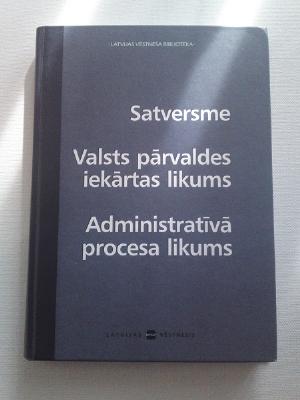 LATVIJAS VĒSTNEŠA BIBLIOTĒKA
Satversme
Valsts pārvaldes
iekārtas likums
Administratīvā
procesa likums
LATVIJAS VĒSTNESIS